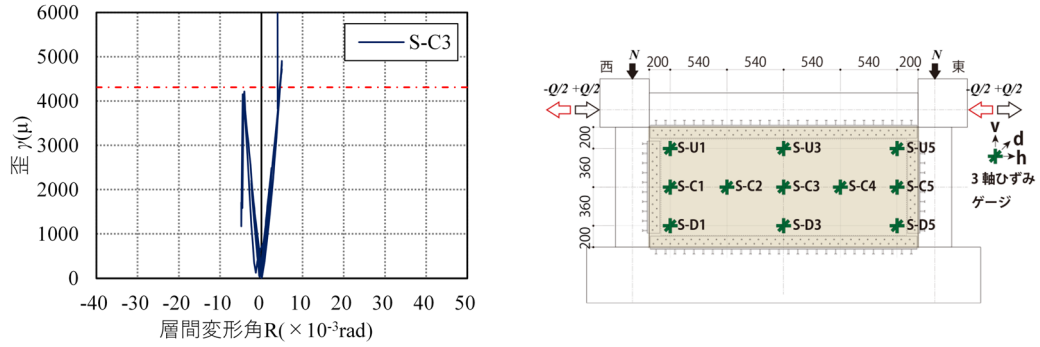 6000
5000
4000
3000
2000
1000
0
S-C3
歪 γ(μ)
-40 -30 -20 -10 0 10 20 30 40 50
層間変形角R(×10⁻³rad)
N N
西 200 540 540 540 540 200 東
-Q/2 +Q/2 -Q/2 +Q/2
200
360
360
200
S-U1 S-U3 S-U5
S-C1 S-C2 S-C3 S-C4 S-C5
S-D1 S-D3 S-D5
v
d
h
3 軸ひずみ
ゲージ